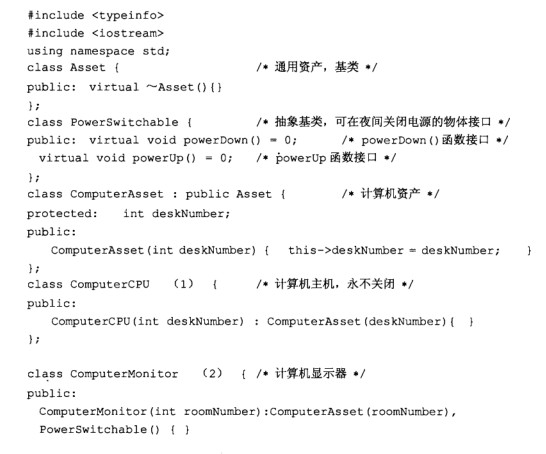 #include <typeinfo>
#include <iostream>
using namespace std;
class Asset { /* 通用资产，基类 */
public: virtual ～Asset(){}
};
class PowerSwitchable { /* 抽象基类，可在夜间关闭电源的物体接口 */
public: virtual void powerDown() = 0; /* powerDown()函数接口 */
virtual void powerUp() = 0; /* powerUp 函数接口 */
};
class ComputerAsset : public Asset { /* 计算机资产 */
protected: int deskNumber;
public:
ComputerAsset(int deskNumber) { this->deskNumber = deskNumber; }
};
class ComputerCPU （1） { /* 计算机主机，永不关闭 */
public:
ComputerCPU(int deskNumber) : ComputerAsset(deskNumber){ }
};
class ComputerMonitor （2） { /* 计算机显示器 */
public:
ComputerMonitor(int roomNumber):ComputerAsset(roomNumber),
PowerSwitchable() { }